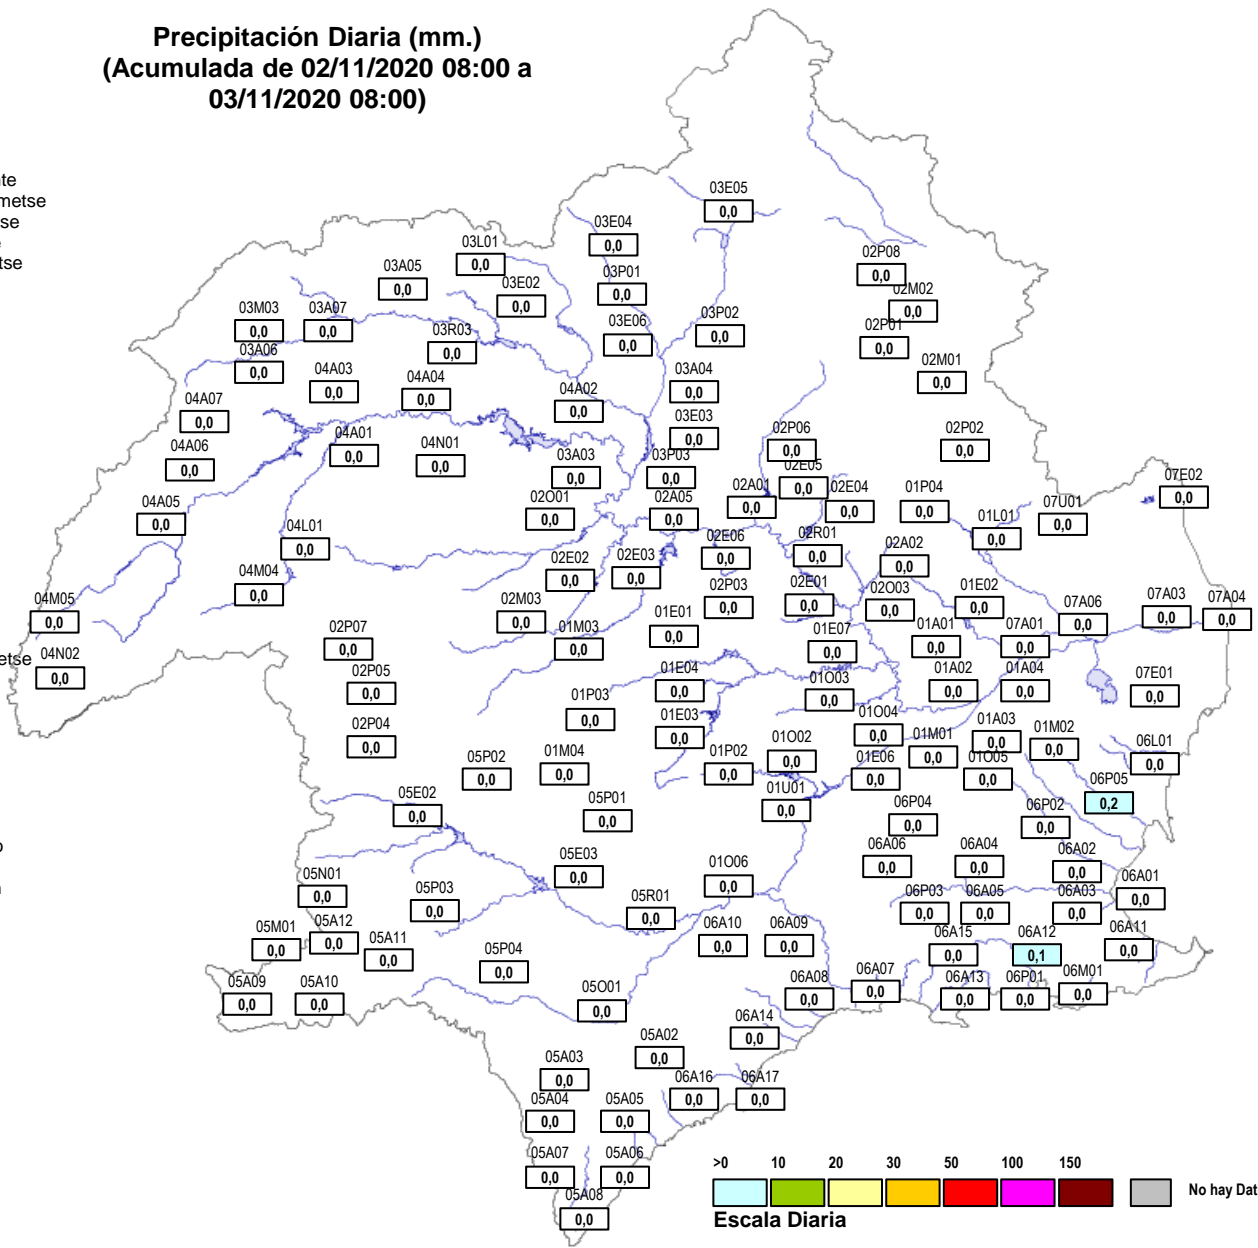 Precipitación Diaria (mm.)
(Acumulada de 02/11/2020 08:00 a
03/11/2020 08:00)
03E05
0,0
03E04
0,0
03L01
0,0
02P08
0,0
03A05
0,0
03P01
0,0
03E02
0,0
02M02
0,0
03M03
0,0
03A07
0,0
03P02
0,0
03E06
0,0
03R03
0,0
02P01
0,0
03A06
0,0
02M01
0,0
04A03
0,0
04A04
0,0
03A04
0,0
04A02
0,0
04A07
0,0
03E03
0,0
04A01
0,0
04N01
0,0
02P06
0,0
02P02
0,0
04A06
0,0
03A03
0,0
03P03
0,0
02E05
0,0
07E02
0,0
02A01
0,0
02E04
0,0
01P04
0,0
04A05
0,0
02O01
0,0
02A05
0,0
07U01
0,0
01L01
0,0
04L01
0,0
02E06
0,0
02R01
0,0
02A02
0,0
02E02
0,0
02E03
0,0
04M04
0,0
02P03
0,0
02E01
0,0
02O03
0,0
01E02
0,0
07A03
0,0
07A04
0,0
04M05
0,0
02M03
0,0
01E01
0,0
07A06
0,0
02P07
0,0
01M03
0,0
01E07
0,0
01A01
0,0
07A01
0,0
04N02
0,0
02P05
0,0
01E04
0,0
01O03
0,0
01A02
0,0
01A04
0,0
07E01
0,0
01P03
0,0
01E03
0,0
01O04
0,0
01A03
0,0
02P04
0,0
01M01
0,0
01M02
0,0
05P02
0,0
01M04
0,0
01P02
0,0
01O02
0,0
01E06
0,0
01O05
0,0
06L01
0,0
06P05
0,2
05E02
0,0
05P01
0,0
01U01
0,0
06P04
0,0
06P02
0,0
05E03
0,0
01O06
0,0
06A06
0,0
06A04
0,0
06A02
0,0
05N01
0,0
05P03
0,0
05R01
0,0
06P03
0,0
06A05
0,0
06A03
0,0
06A01
0,0
05M01
0,0
05A12
0,0
05A11
0,0
06A10
0,0
06A09
0,0
06A15
0,0
06A12
0,1
06A11
0,0
05P04
0,0
05A09
0,0
05A10
0,0
05O01
0,0
06A08
0,0
06A07
0,0
06A13
0,0
06P01
0,0
06M01
0,0
06A14
0,0
05A02
0,0
05A03
0,0
06A16
0,0
06A17
0,0
05A04
0,0
05A05
0,0
05A07
0,0
05A06
0,0
05A08
0,0
>0 10 20 30 50 100 150
No hay Dat
Escala Diaria